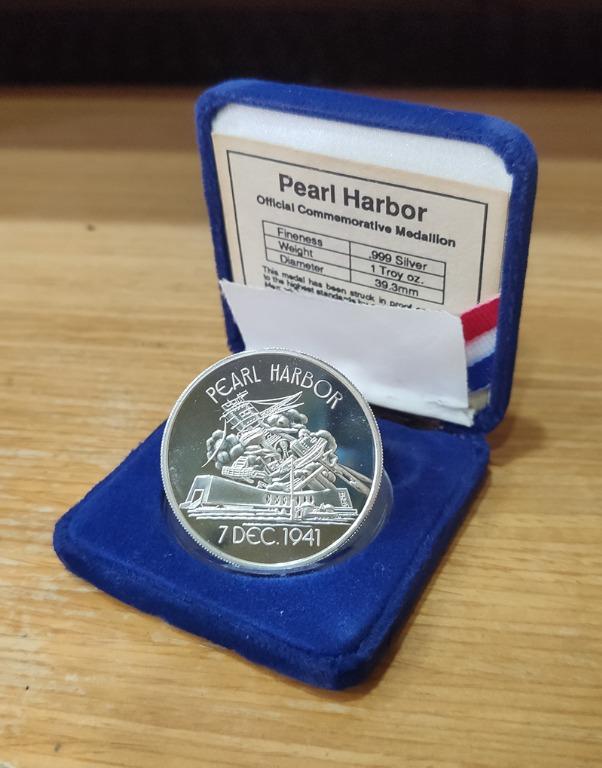 Pearl Harbor
Official Commemorative Medallion
Fineness .999 Silver
Weight 1 Troy oz.
Diameter 39.3mm
This medal has been struck in proof
to the highest standards
PEARL HARBOR
7 DEC. 1941